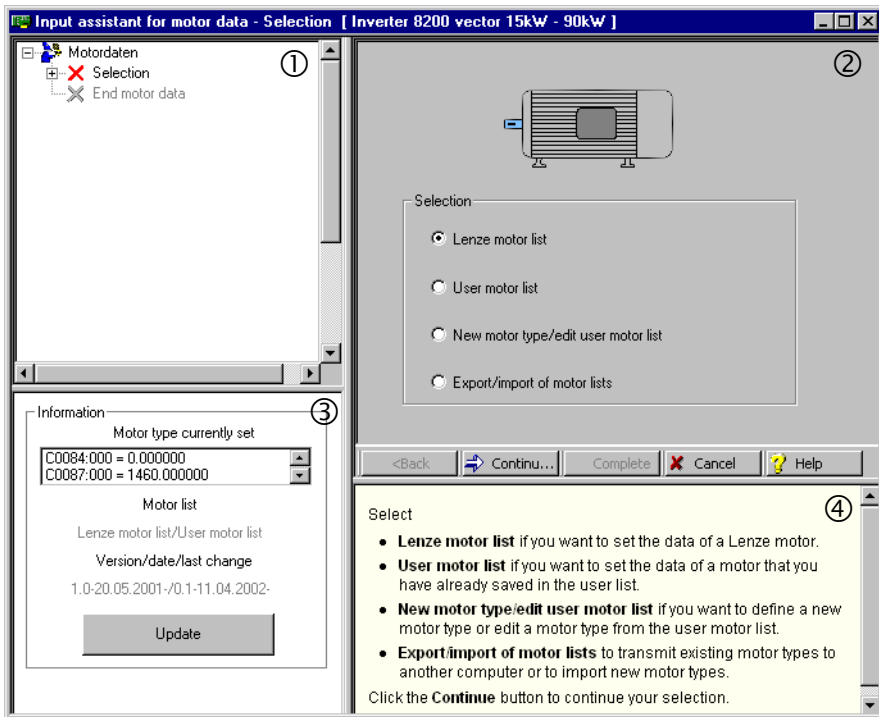 Input assistant for motor data - Selection [ Inverter 8200 vector 15kW - 90kW ]
Motordaten
Selection
End motor data
①
②
Selection
Lenze motor list
User motor list
New motor type/edit user motor list
Export/import of motor lists
<Back
Continu...
Complete
Cancel
Help
Information
③
Motor type currently set
C0084:000 = 0.000000
C0087:000 = 1460.000000
Motor list
Lenze motor list/User motor list
Version/date/last change
1.0-20.05.2001-/0.1-11.04.2002-
Update
④
Select
• Lenze motor list if you want to set the data of a Lenze motor.
• User motor list if you want to set the data of a motor that you
have already saved in the user list.
• New motor type/edit user motor list if you want to define a new
motor type or edit a motor type from the user motor list.
• Export/import of motor lists to transmit existing motor types to
another computer or to import new motor types.
Click the Continue button to continue your selection.